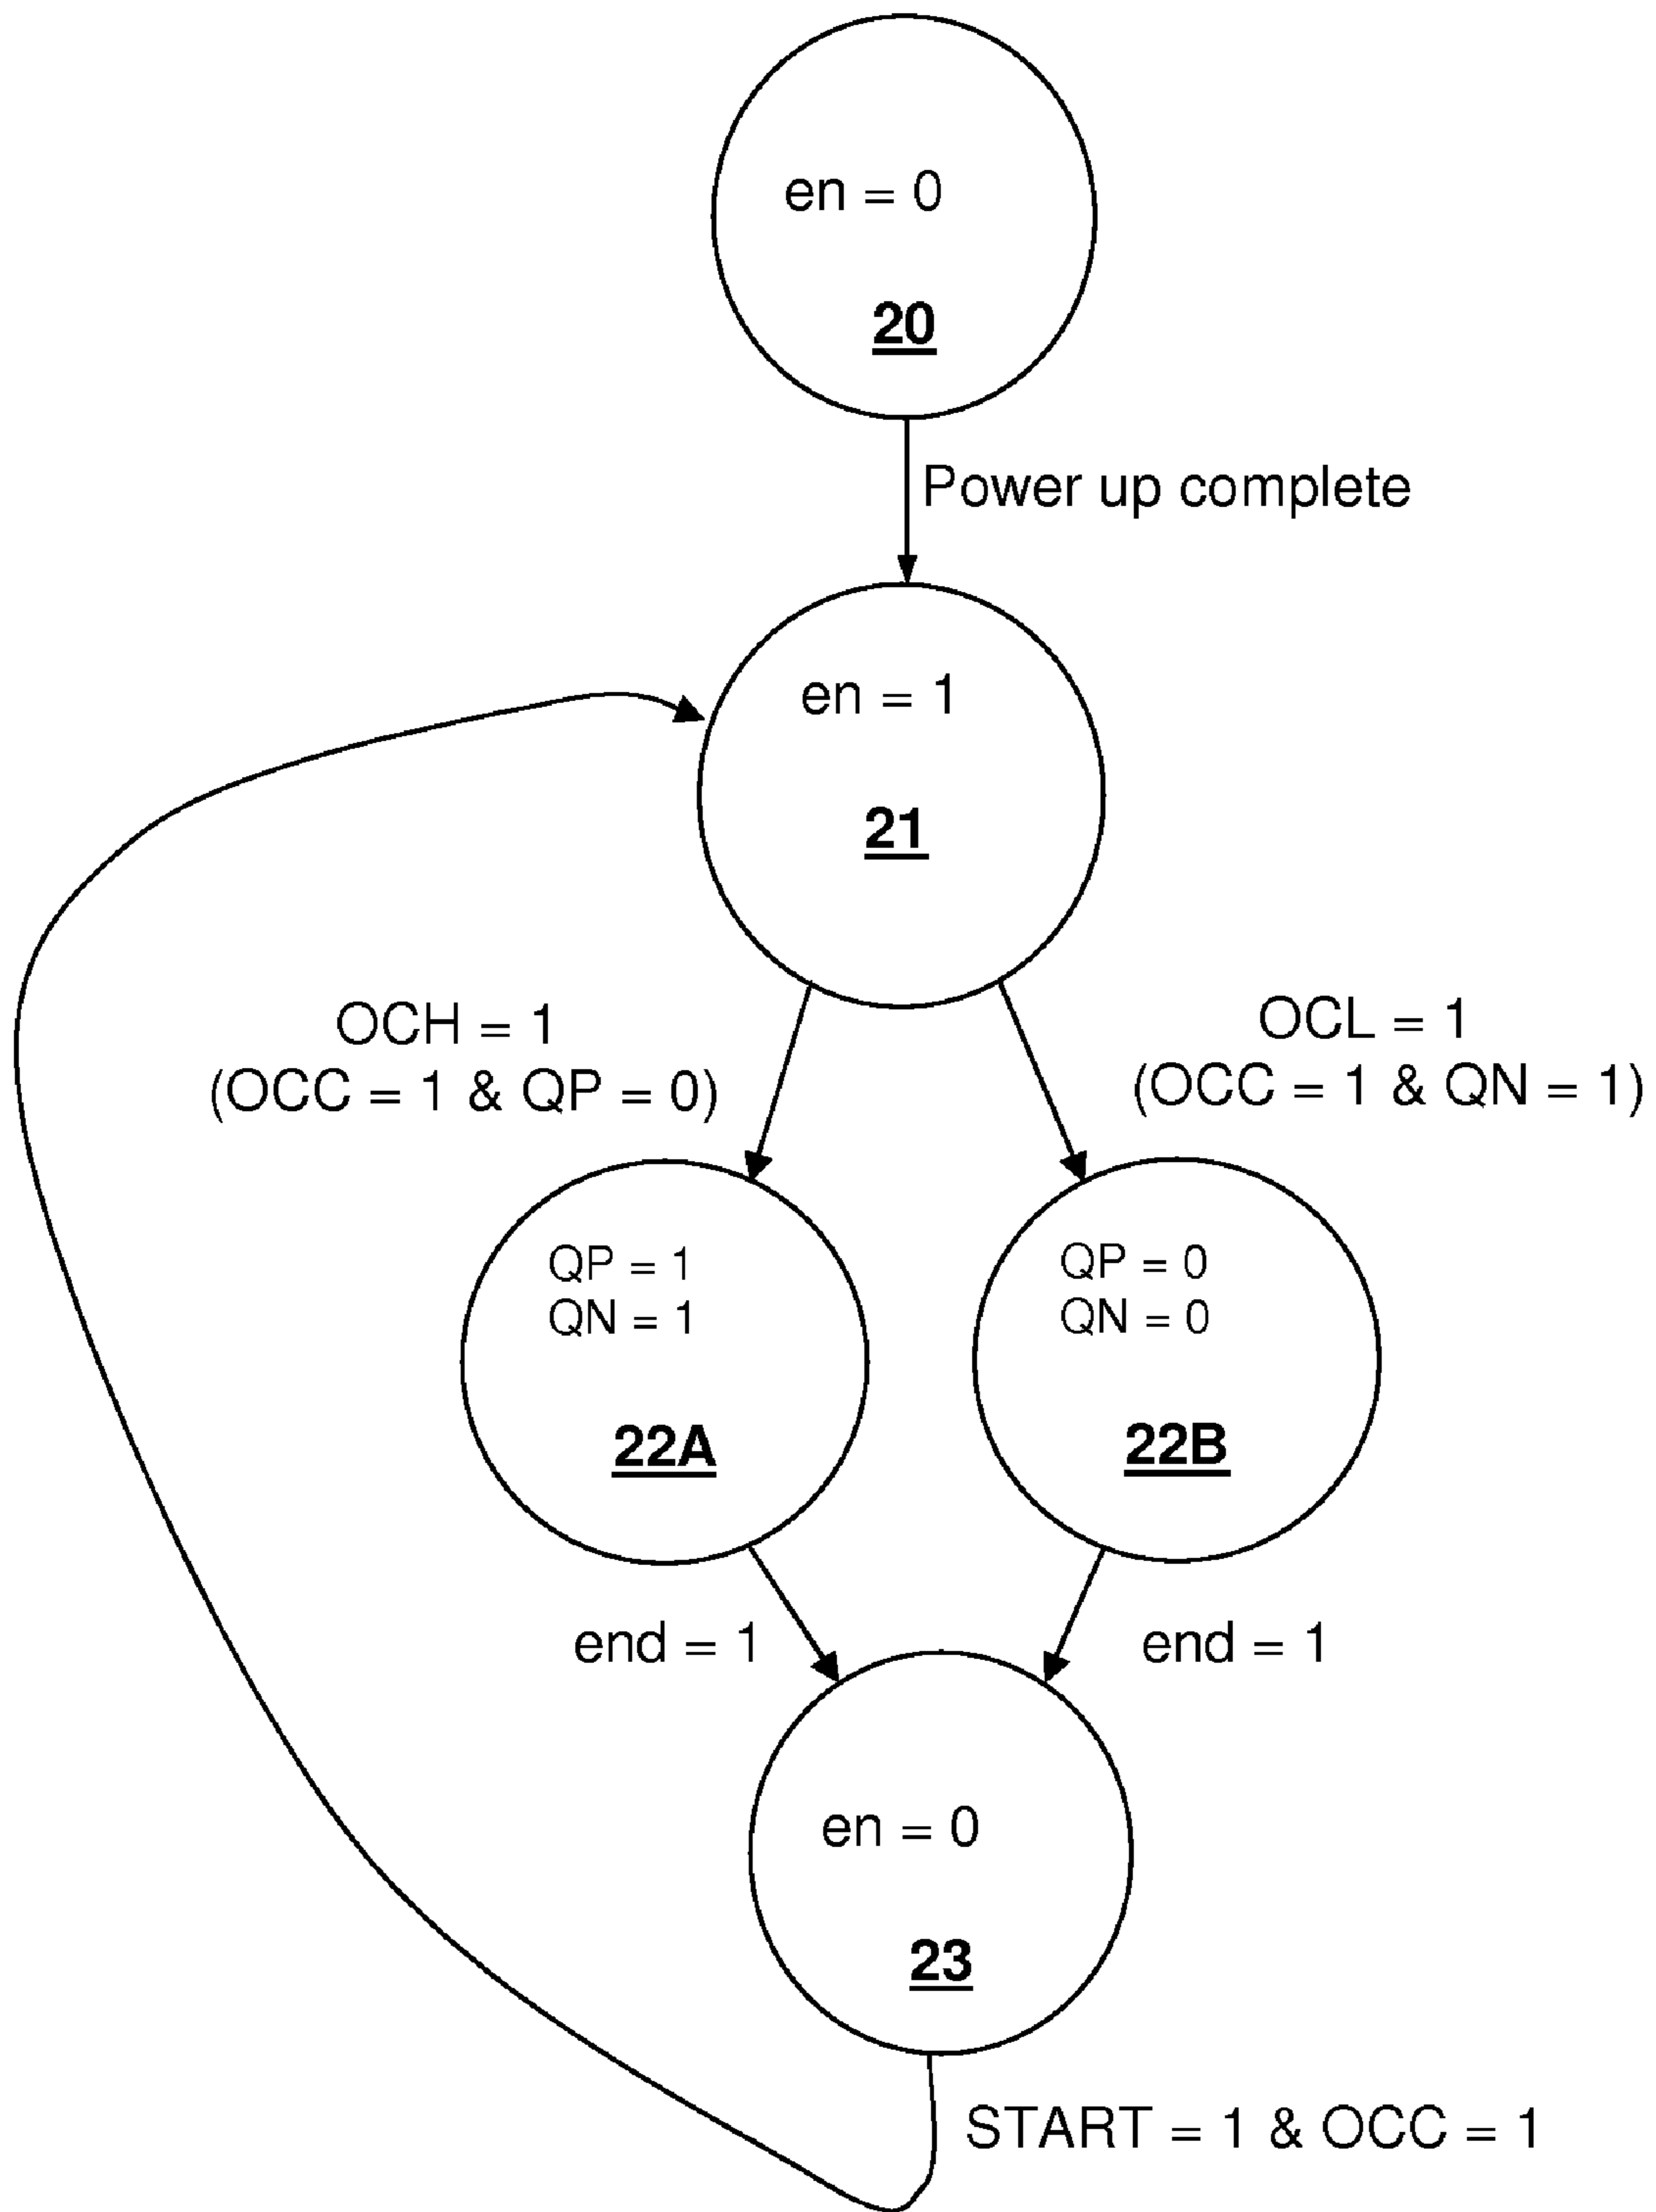 en = 0
20
Power up complete
en = 1
21
OCH = 1
(OCC = 1 & QP = 0)
OCL = 1
(OCC = 1 & QN = 1)
QP = 1
QN = 1
22A
QP = 0
QN = 0
22B
end = 1
end = 1
en = 0
23
START = 1 & OCC = 1